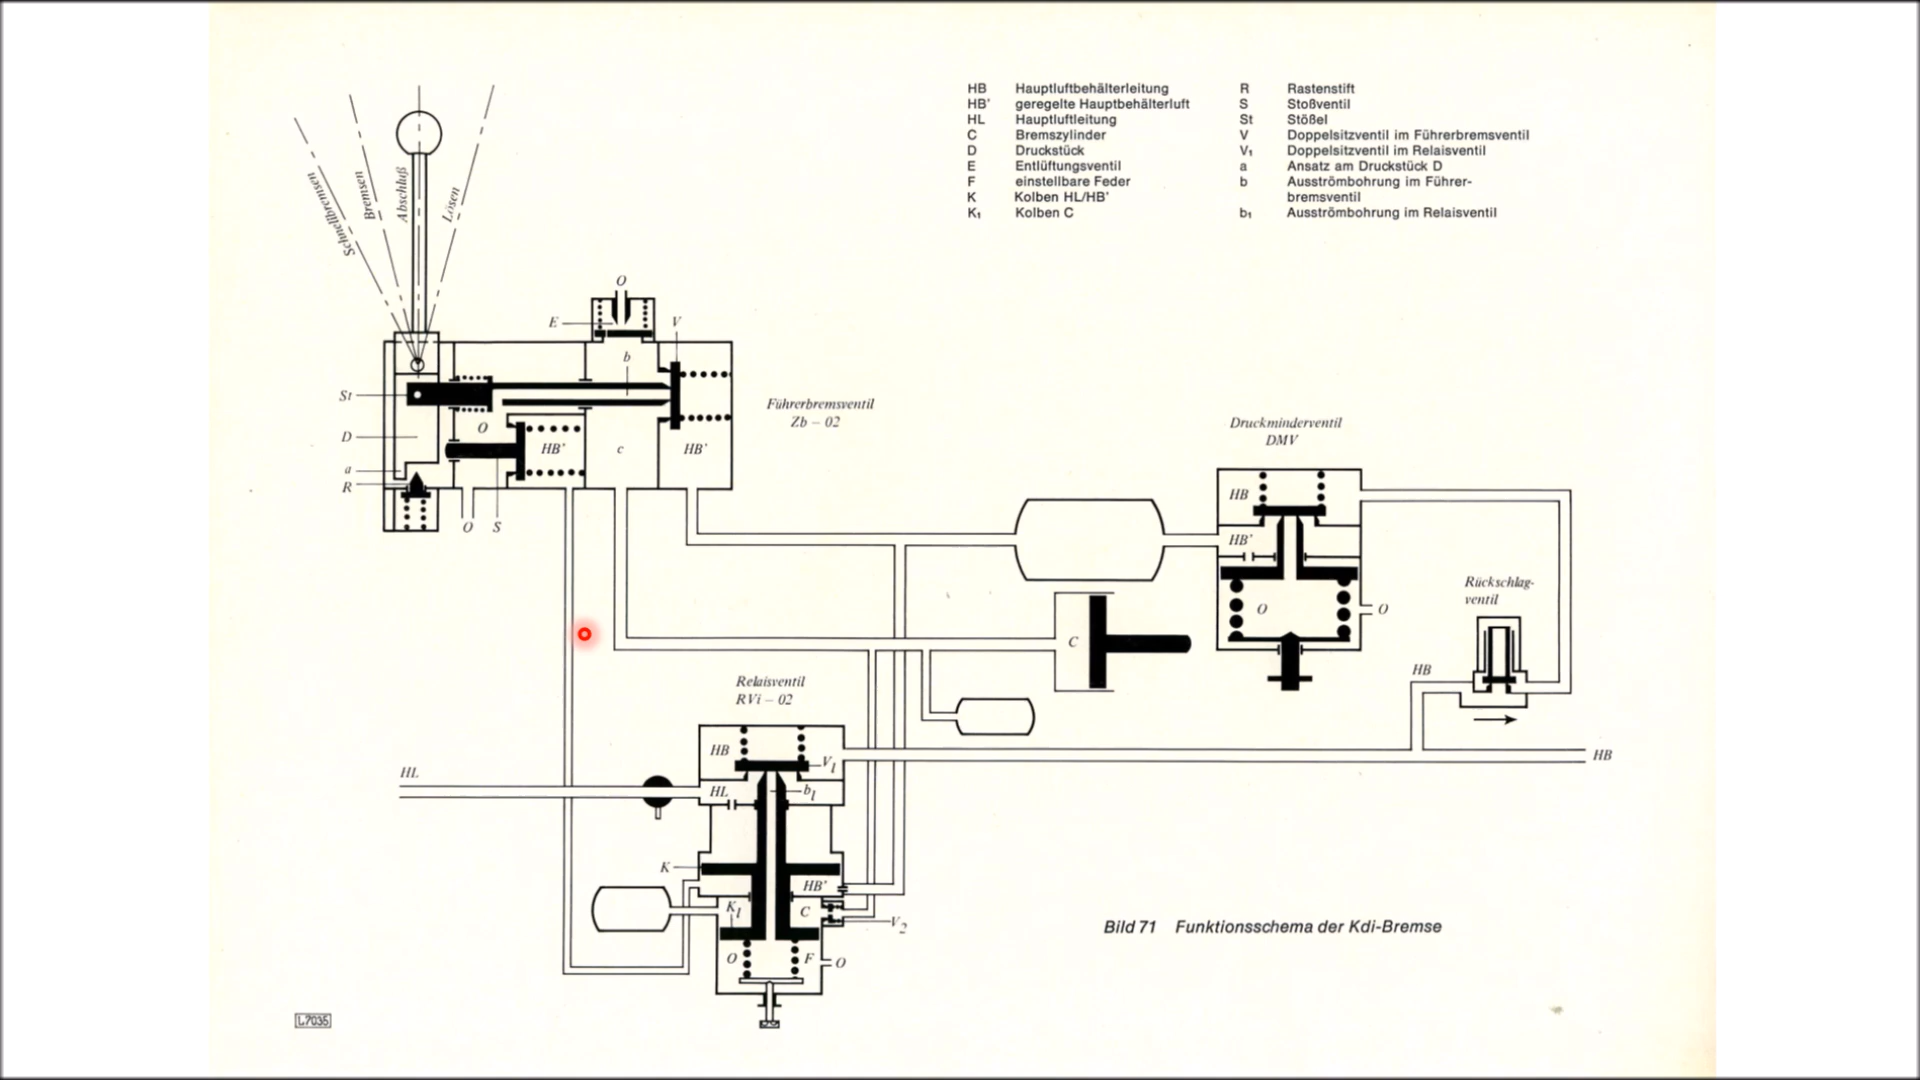 HB Hauptluftbehälterleitung
HB' geregelte Hauptbehälterluft
HL Hauptluftleitung
C Bremszylinder
D Druckstück
E Entlüftungsventil
F einstellbare Feder
K Kolben HL/HB'
K₁ Kolben C
R Rastenstift
S Stoßventil
St Stößel
V Doppelsitzventil im Führerbremsventil
V₁ Doppelsitzventil im Relaisventil
a Ansatz am Druckstück D
b Ausströmbohrung im Führer-
bremsventil
b₁ Ausströmbohrung im Relaisventil
Schnellbremsen
Bremsen
Abschluß
Lösen
O
E
V
b
St
O
HB'
c
HB'
D
a
R
O
S
Führerbremsventil
Zb – 02
Druckminderventil
DMV
HB
HB'
O
O
Rückschlag-
ventil
HB
C
Relaisventil
RVi – 02
HB
V₁
HB
HL
HL
b₁
K
HB'
K₁
C
V₂
O
F
O
Bild 71 Funktionsschema der Kdi-Bremse
L7035